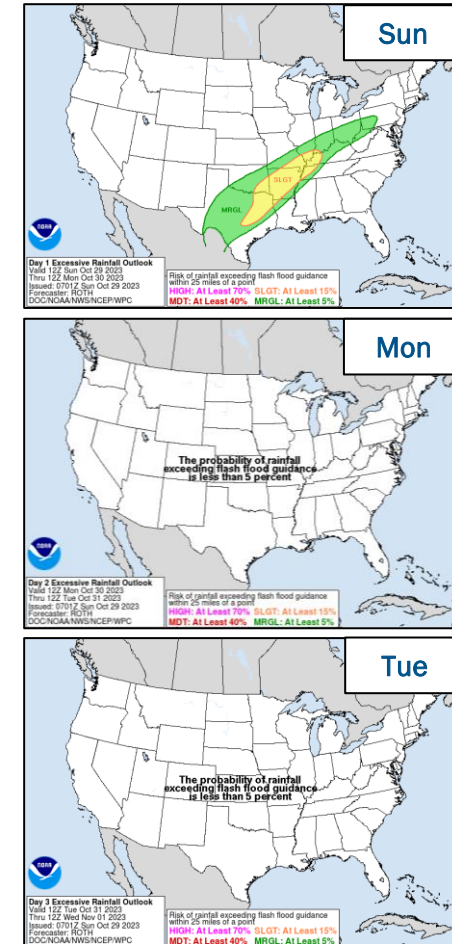 Sun
SLGT
MRGL
NOAA
Day 1 Excessive Rainfall Outlook
Valid 12Z Sun Oct 29 2023
Thru 12Z Mon Oct 30 2023
Issued: 0701Z Sun Oct 29 2023
Forecaster: ROTH
DOC/NOAA/NWS/NCEP/WPC
Risk of rainfall exceeding flash flood guidance
within 25 miles of a point
HIGH: At Least 70% SLGT: At Least 15%
MDT: At Least 40% MRGL: At Least 5%
Mon
The probability of rainfall
exceeding flash flood guidance
is less than 5 percent
NOAA
Day 2 Excessive Rainfall Outlook
Valid 12Z Mon Oct 30 2023
Thru 12Z Tue Oct 31 2023
Issued: 0701Z Sun Oct 29 2023
Forecaster: ROTH
DOC/NOAA/NWS/NCEP/WPC
Risk of rainfall exceeding flash flood guidance
within 25 miles of a point
HIGH: At Least 70% SLGT: At Least 15%
MDT: At Least 40% MRGL: At Least 5%
Tue
The probability of rainfall
exceeding flash flood guidance
is less than 5 percent
NOAA
Day 3 Excessive Rainfall Outlook
Valid 12Z Tue Oct 31 2023
Thru 12Z Wed Nov 01 2023
Issued: 0701Z Sun Oct 29 2023
Forecaster: ROTH
DOC/NOAA/NWS/NCEP/WPC
Risk of rainfall exceeding flash flood guidance
within 25 miles of a point
HIGH: At Least 70% SLGT: At Least 15%
MDT: At Least 40% MRGL: At Least 5%